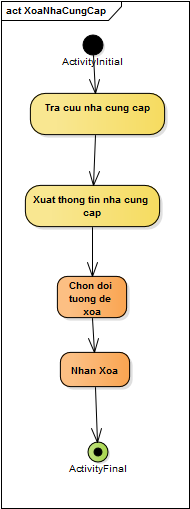 act XoaNhaCungCap
ActivityInitial
Tra cuu nha cung cap
Xuat thong tin nha cung
cap
Chon doi
tuong de
xoa
Nhan Xoa
ActivityFinal